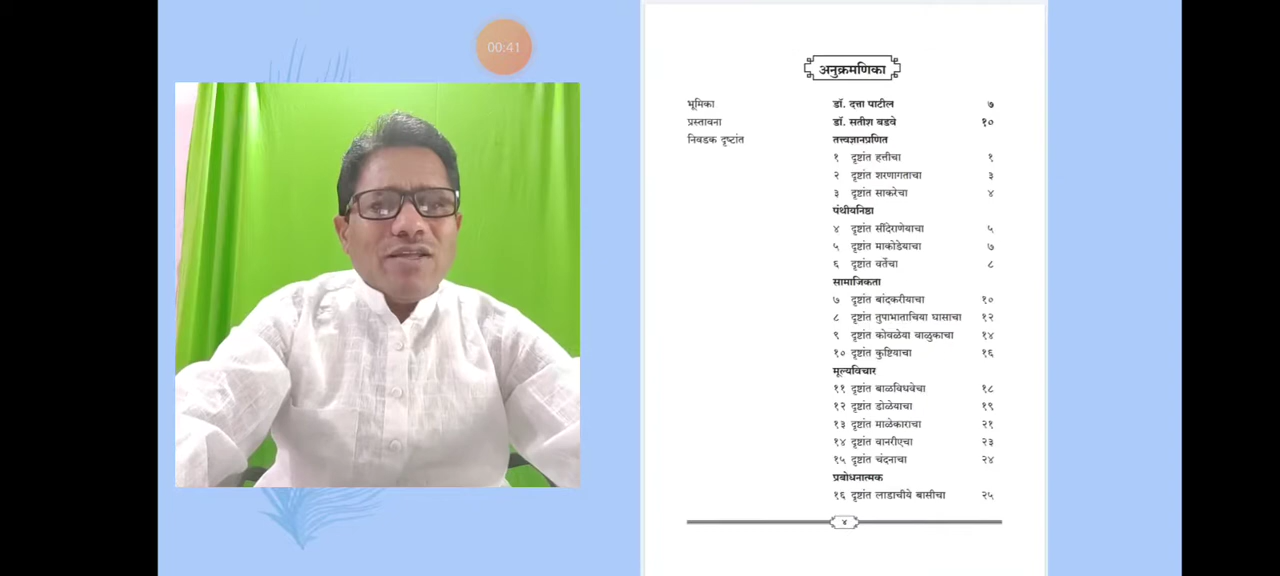 00:41
अनुक्रमणिका
भूमिका डॉ. दत्ता पाटील ७
प्रस्तावना डॉ. सतीश बडवे १०
निवडक दृष्टांत तत्त्वज्ञानप्रणित
१ दृष्टांत हत्तीचा १
२ दृष्टांत शरणागताचा ३
३ दृष्टांत साकरेचा ४
पंथीयनिष्ठा
४ दृष्टांत सींदेराणेयाचा ५
५ दृष्टांत माकोडेयाचा ७
६ दृष्टांत वर्तेचा ८
सामाजिकता
७ दृष्टांत बांदकरीयाचा १०
८ दृष्टांत तुपाभाताचिया घासाचा १२
९ दृष्टांत कोवळेया वाळुकाचा १४
१० दृष्टांत कुष्टियाचा १६
मूल्यविचार
११ दृष्टांत बाळविधवेचा १८
१२ दृष्टांत डोळेयाचा १९
१३ दृष्टांत माळेकाराचा २१
१४ दृष्टांत वानरीएचा २३
१५ दृष्टांत चंदनाचा २४
प्रबोधनात्मक
१६ दृष्टांत लाडाचीये बासीचा २५
४